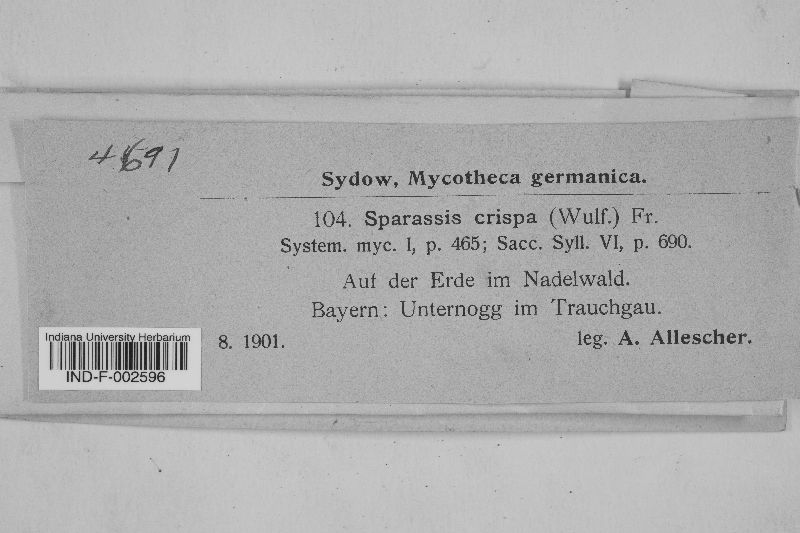 4691
Sydow, Mycotheca germanica.
104. Sparassis crispa (Wulf.) Fr.
System. myc. I, p. 465; Sacc. Syll. VI, p. 690.
Auf der Erde im Nadelwald.
Bayern: Unternogg im Trauchgau.
8. 1901. leg. A. Allescher.
Indiana University Herbarium
IND-F-002596